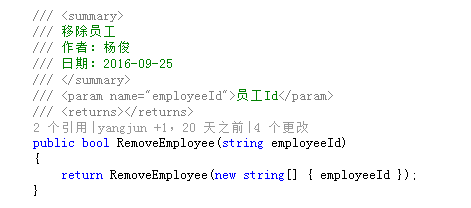 /// <summary>
/// 移除员工
/// 作者: 杨俊
/// 日期: 2016-09-25
/// </summary>
/// <param name="employeeId">员工Id</param>
/// <returns></returns>
2 个引用|yangjun +1，20 天之前|4 个更改
public bool RemoveEmployee(string employeeId)
{
    return RemoveEmployee(new string[] { employeeId });
}